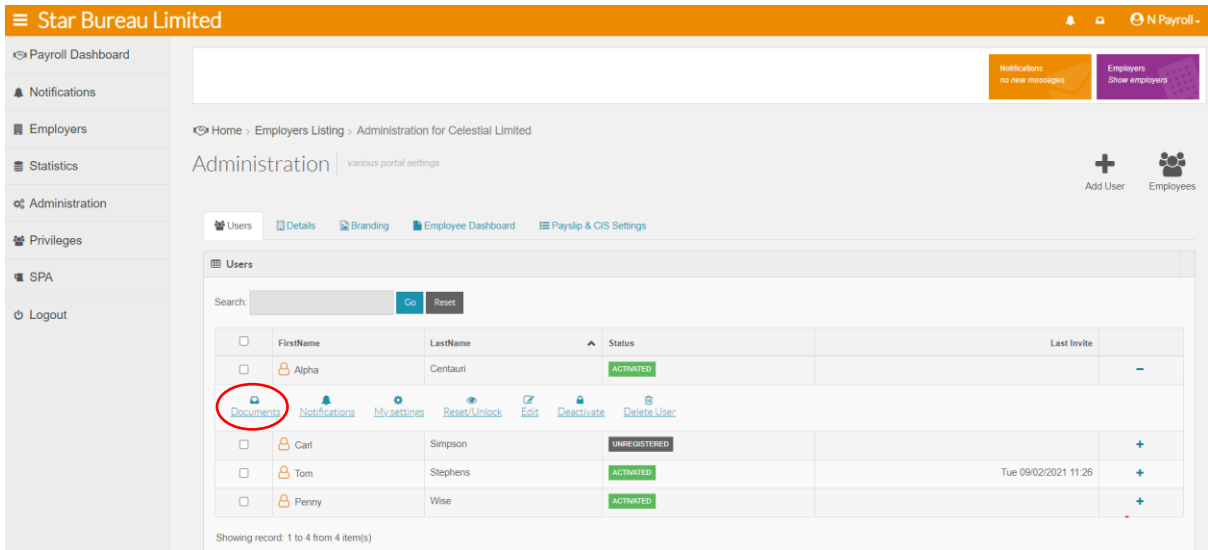 Star Bureau Limited
N Payroll
Payroll Dashboard
Notifications
Employers
Statistics
Administration
Privileges
SPA
Logout
Notifications
no new messages
Employers
Show employers
Home > Employers Listing > Administration for Celestial Limited
Administration various portal settings
Add User
Employees
Users Details Branding Employee Dashboard Payslip & CIS Settings
Users
Search: Go Reset
FirstName LastName Status Last Invite
Alpha Centauri ACTIVATED
Documents Notifications My settings Reset/Unlock Edit Deactivate Delete User
Carl Simpson UNREGISTERED
Tom Stephens ACTIVATED Tue 09/02/2021 11:26
Penny Wise ACTIVATED
Showing record: 1 to 4 from 4 item(s)